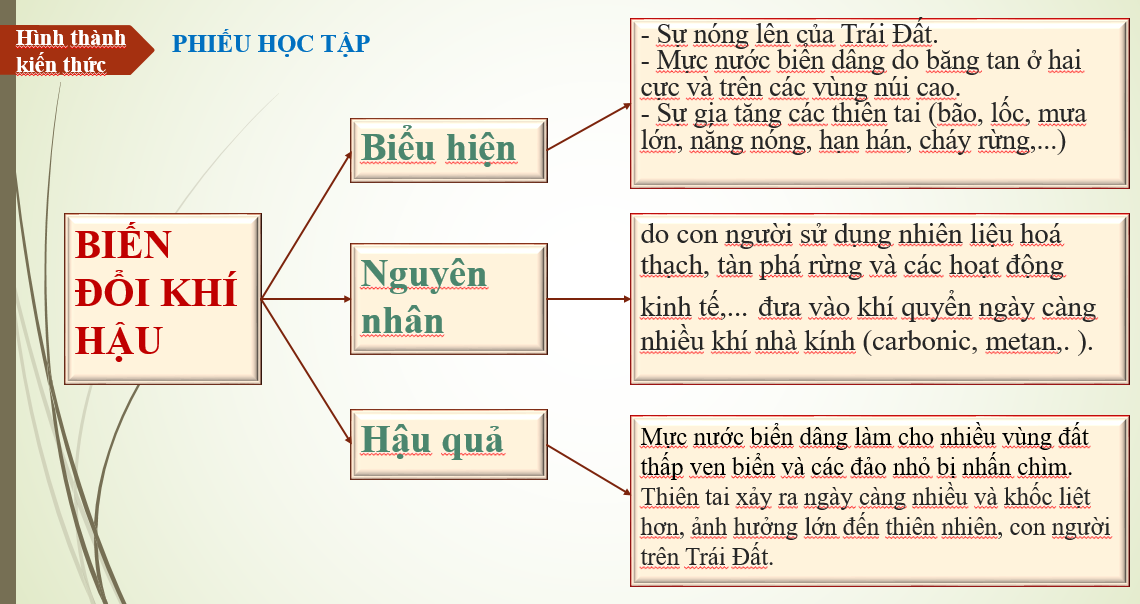 Hình thành
kiến thức
PHIẾU HỌC TẬP
BIẾN
ĐỔI KHÍ
HẬU
Biểu hiện
- Sự nóng lên của Trái Đất.
- Mực nước biển dâng do băng tan ở hai
cực và trên các vùng núi cao.
- Sự gia tăng các thiên tai (bão, lốc, mưa
lớn, nắng nóng, hạn hán, cháy rừng,...)
Nguyên
nhân
do con người sử dụng nhiên liệu hoá
thạch, tàn phá rừng và các hoạt động
kinh tế,... đưa vào khí quyển ngày càng
nhiều khí nhà kính (carbonic, metan,. ).
Hậu quả
Mực nước biển dâng làm cho nhiều vùng đất
thấp ven biển và các đảo nhỏ bị nhấn chìm.
Thiên tai xảy ra ngày càng nhiều và khốc liệt
hơn, ảnh hưởng lớn đến thiên nhiên, con người
trên Trái Đất.